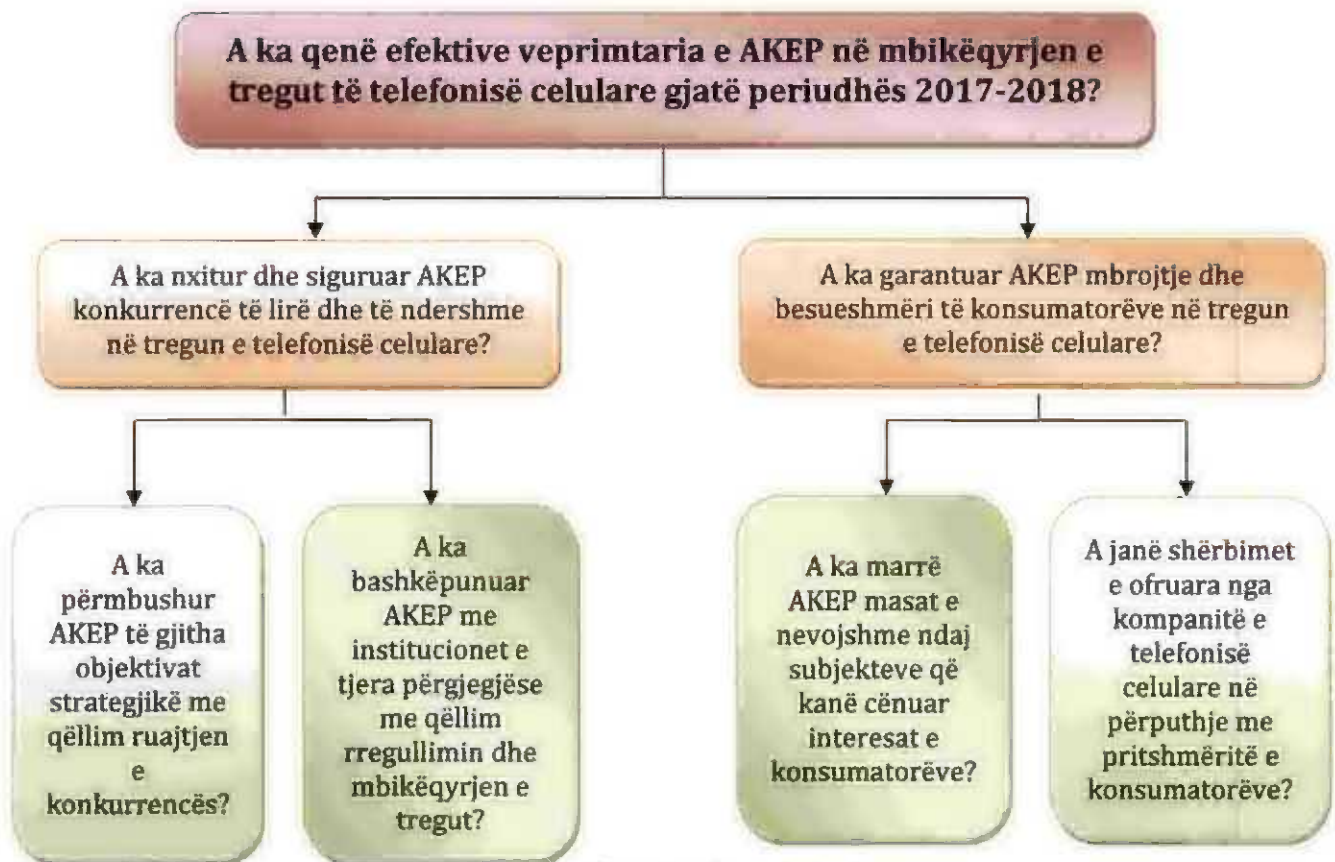 A ka qenë efektive veprimtaria e AKEP në mbikëqyrjen e
tregut të telefonisë celulare gjatë periudhës 2017-2018?
A ka nxitur dhe siguruar AKEP
konkurrencë të lirë dhe të ndershme
në tregun e telefonisë celulare?
A ka garantuar AKEP mbrojtje dhe
besueshmëri të konsumatorëve në tregun
e telefonisë celulare?
A ka
përmbushur
AKEP të gjitha
objektivat
strategjikë me
qëllim ruajtjen
e
konkurrencës?
A ka
bashkëpunuar
AKEP me
institucionet e
tjera përgjegjëse
me qëllim
rregullimin dhe
mbikëqyrjen e
tregut?
A ka marrë
AKEP masat e
nevojshme ndaj
subjekteve që
kanë cënuar
interesat e
konsumatorëve?
A janë shërbimet
e ofruara nga
kompanitë e
telefonisë
celulare në
përputhje me
pritshmëritë e
konsumatorëve?